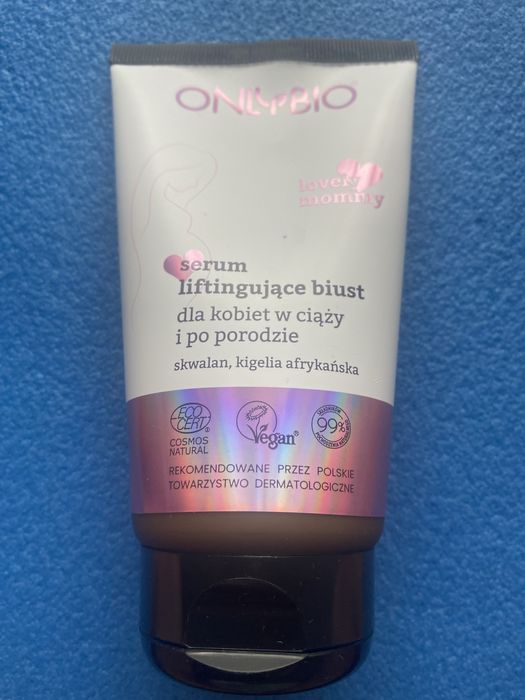 ONLYBIO
lovely
mommy
serum
liftingujące biust
dla kobiet w ciąży
i po porodzie
skwalan, kigelia afrykańska
ECO
CERT
COSMOS
NATURAL
Vegan
99%
REKOMENDOWANE PRZEZ POLSKIE
TOWARZYSTWO DERMATOLOGICZNE